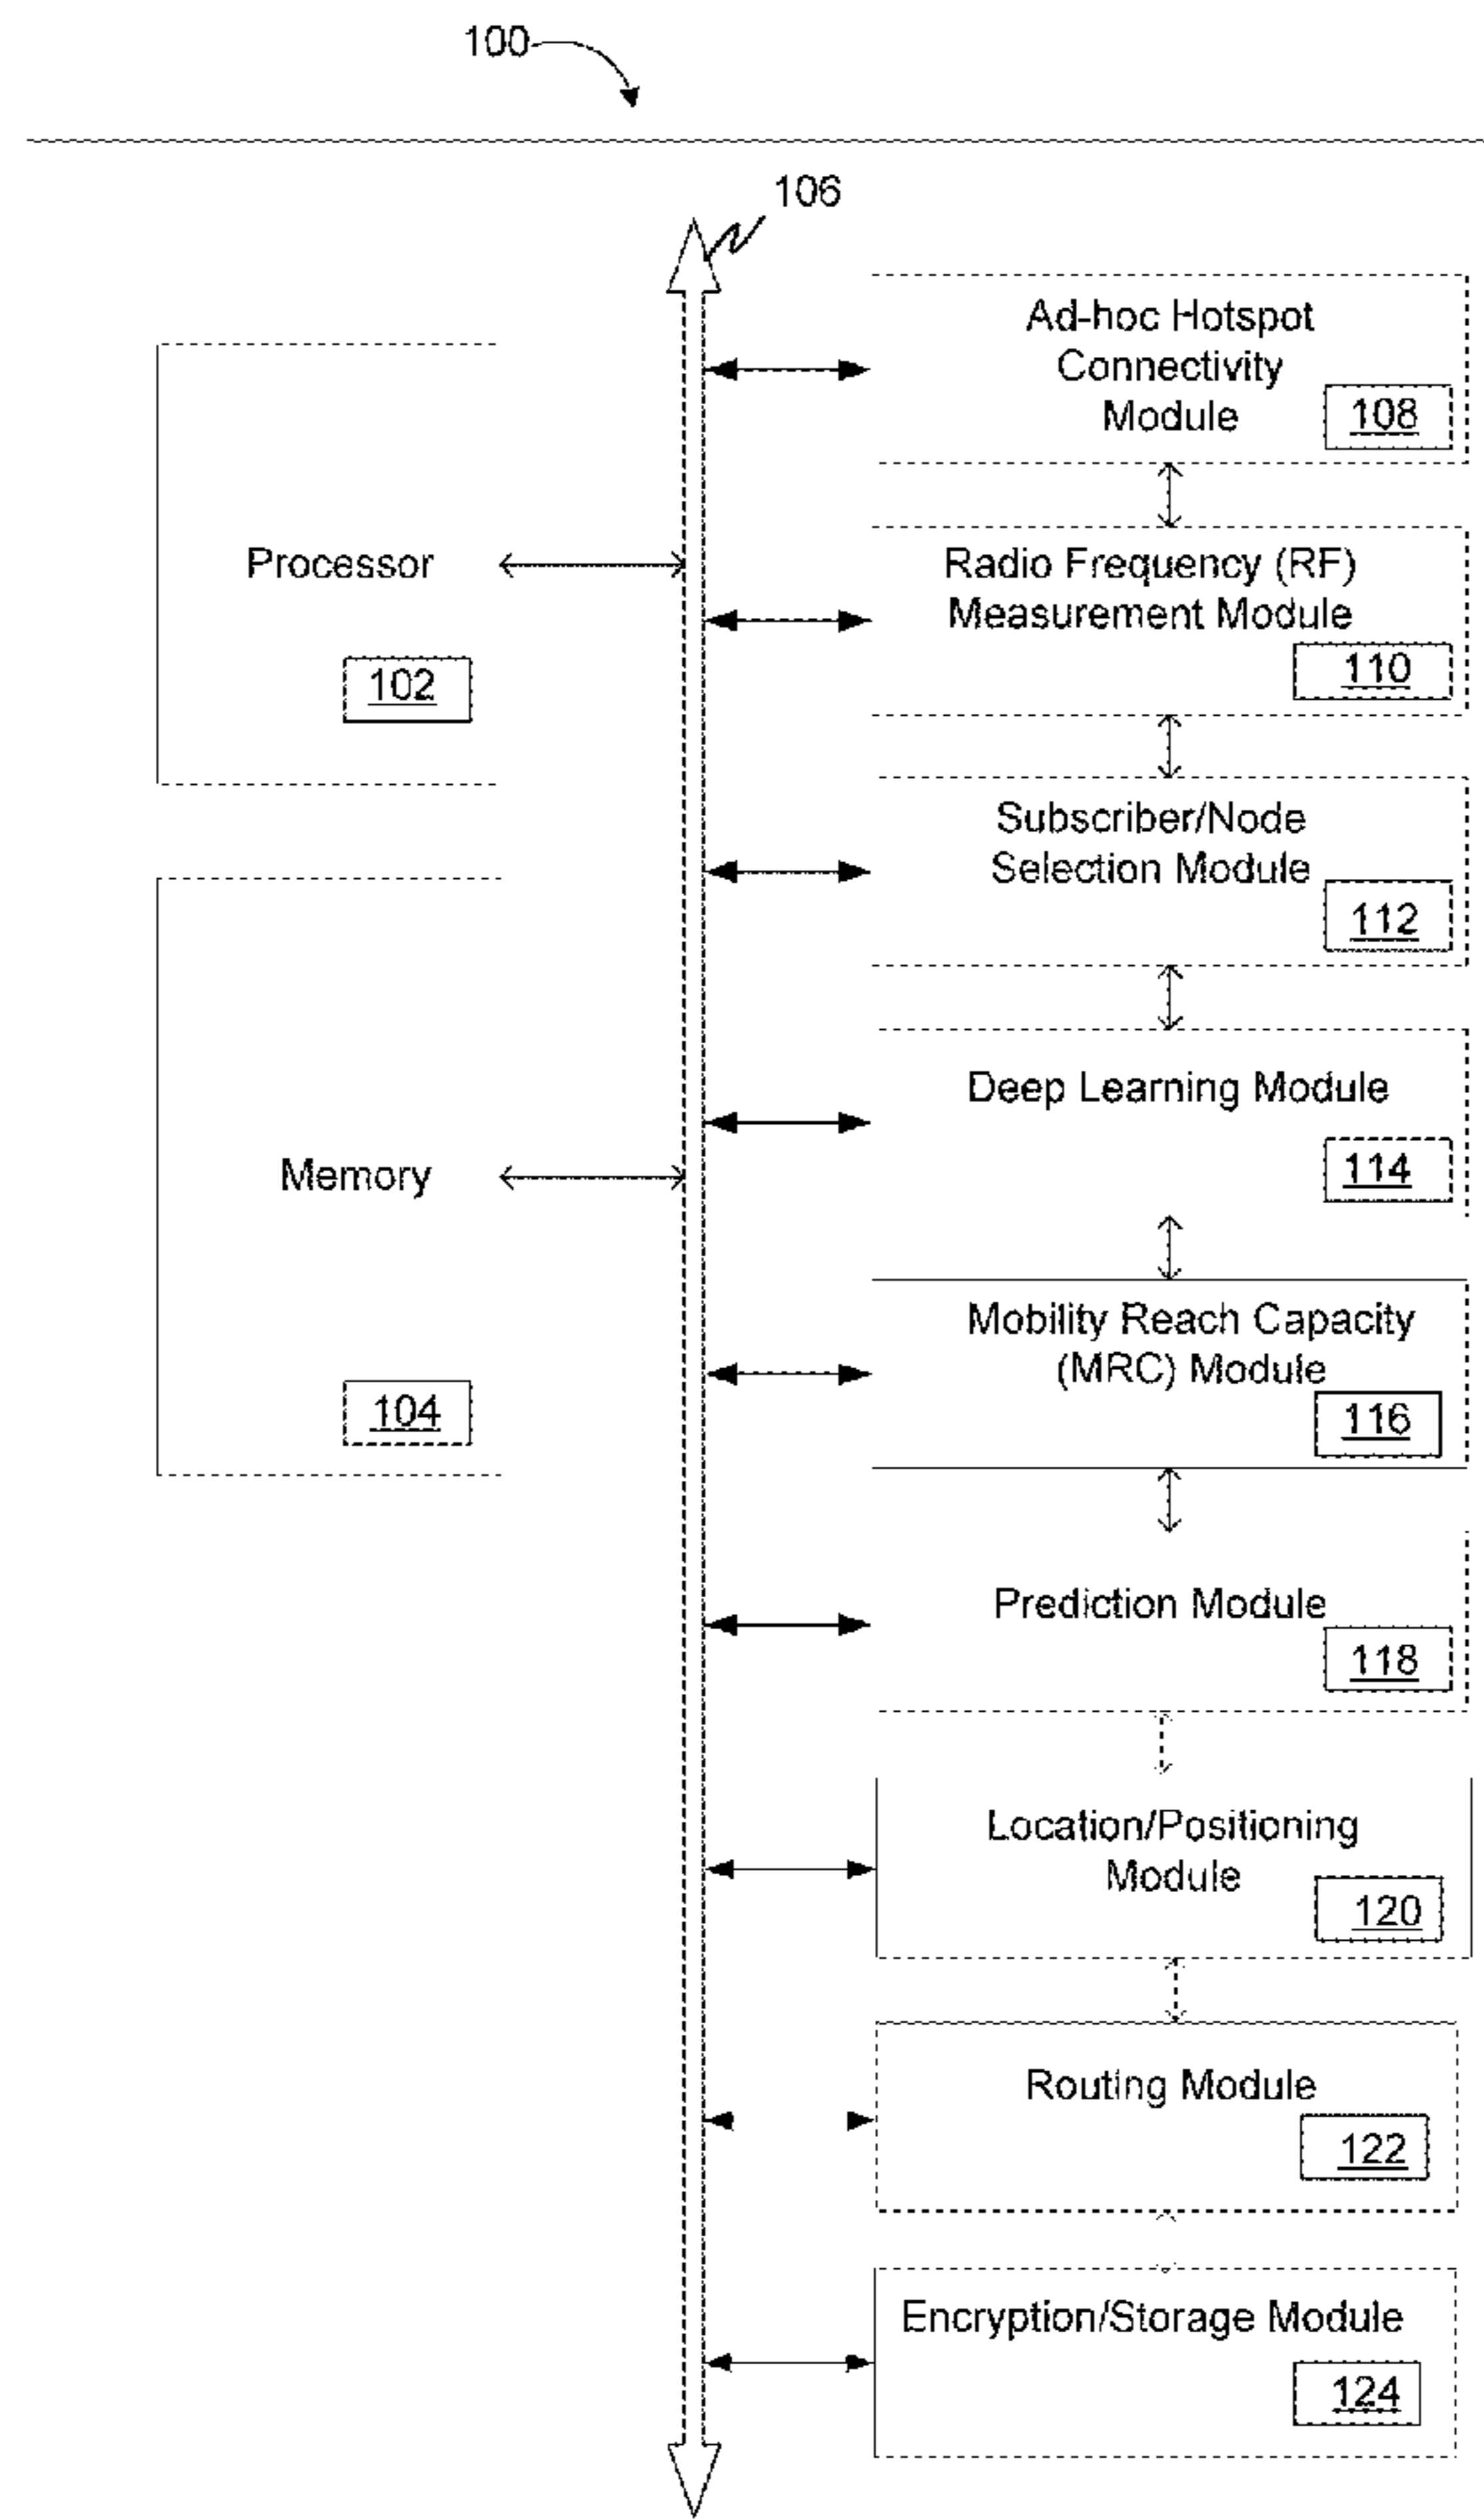 100
106
Ad-hoc Hotspot
Connectivity
Module
108
Processor
102
Radio Frequency (RF)
Measurement Module
110
Subscriber/Node
Selection Module
112
Memory
104
Deep Learning Module
114
Mobility Reach Capacity
(MRC) Module
116
Prediction Module
118
Location/Positioning
Module
120
Routing Module
122
Encryption/Storage Module
124